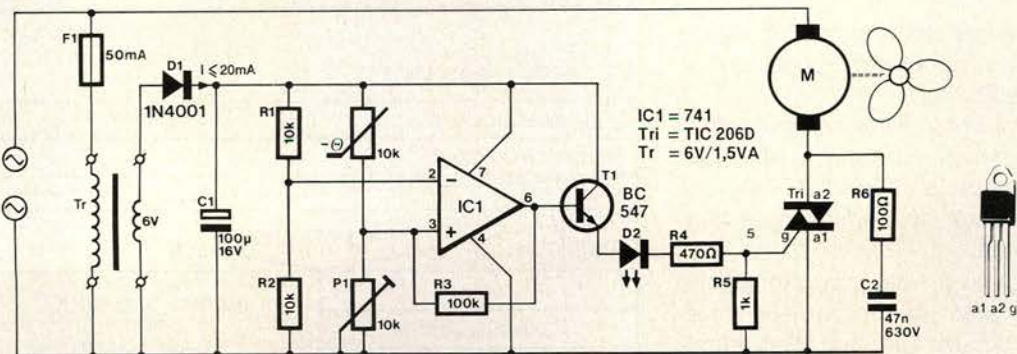 F1
50mA
D1
I ≤ 20mA
1N4001
Tr
6V
C1
100µ
16V
R1
10k
R2
10k
-Θ
10k
P1
10k
2
-
3
+
IC1
7
4
6
R3
100k
T1
BC
547
D2
R4
470Ω
5
R5
1k
IC1 = 741
Tri = TIC 206D
Tr = 6V/1,5VA
M
Tri
a2
g
a1
R6
100Ω
C2
47n
630V
a1 a2 g